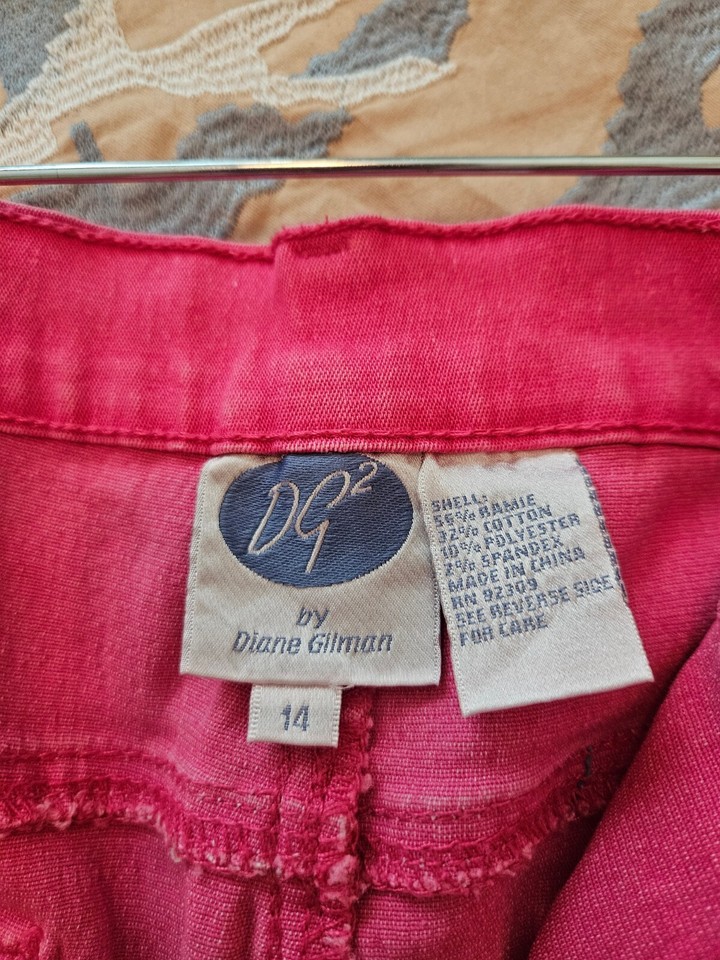 DG²
by
Diane Gilman
14
SHELL:
56% RAMIE
32% COTTON
10% POLYESTER
2% SPANDEX
MADE IN CHINA
RN 92309
SEE REVERSE SIDE
FOR CARE